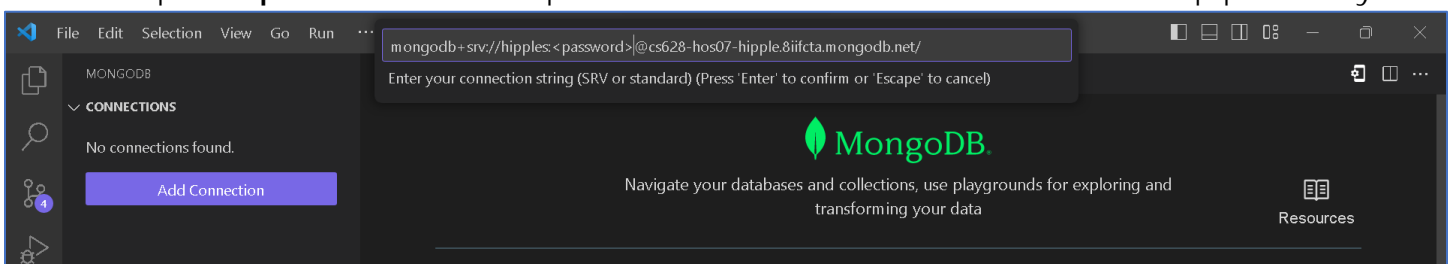 File Edit Selection View Go Run ...
mongodb+srv://hipples:<password>@cs628-hos07-hipple.8iifcta.mongodb.net/
Enter your connection string (SRV or standard) (Press 'Enter' to confirm or 'Escape' to cancel)
MONGODB
CONNECTIONS
No connections found.
Add Connection
4
MongoDB.
Navigate your databases and collections, use playgrounds for exploring and
transforming your data
Resources